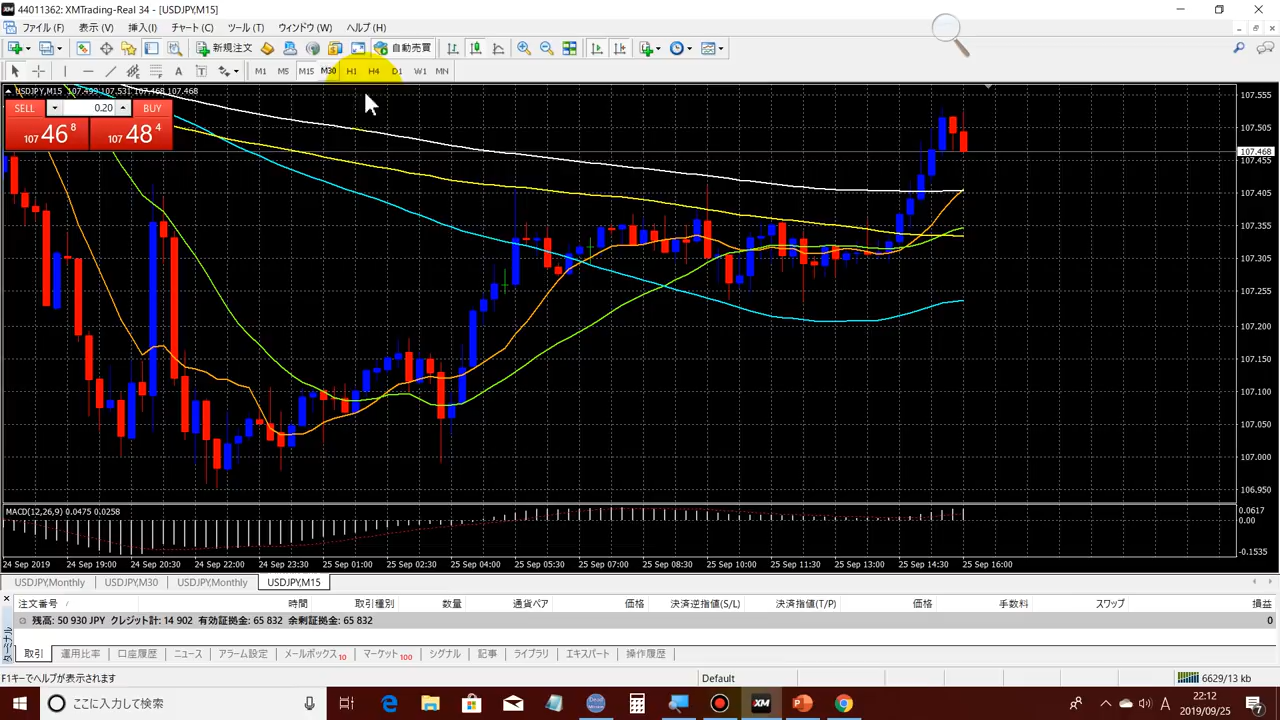 44011362: XMTrading-Real 34 - [USDJPY,M15]
ファイル (F) 表示 (V) 挿入(I) チャート (C) ツール (T) ウィンドウ (W) ヘルプ (H)
新規注文 自動売買
A T M1 M5 M15 M30 H1 H4 D1 W1 MN
USDJPY,M15 107.499 107.531 107.468 107.468
SELL 0.20 BUY
107 46 8 107 48 4
107.555
107.505
107.468
107.455
107.405
107.355
107.305
107.255
107.200
107.150
107.100
107.050
107.000
106.950
MACD(12,26,9) 0.0475 0.0258
0.0617
0.00
-0.1535
24 Sep 2019 24 Sep 19:00 24 Sep 20:30 24 Sep 22:00 24 Sep 23:30 25 Sep 01:00 25 Sep 02:30 25 Sep 04:00 25 Sep 05:30 25 Sep 07:00 25 Sep 08:30 25 Sep 10:00 25 Sep 11:30 25 Sep 13:00 25 Sep 14:30 25 Sep 16:00
USDJPY,Monthly USDJPY,M30 USDJPY,Monthly USDJPY,M15
注文番号 / 時間 取引種別 数量 通貨ペア 価格 決済逆指値(S/L) 決済指値(T/P) 価格 手数料 スワップ 損益
残高: 50 930 JPY クレジット計: 14 902 有効証拠金: 65 832 余剰証拠金: 65 832 0
ターミナル
取引 運用比率 口座履歴 ニュース アラーム設定 メールボックス10 マーケット100 シグナル 記事 ライブラリ エキスパート 操作履歴
F1キーでヘルプが表示されます Default 6629/13 kb
ここに入力して検索 XM A 22:12
2019/09/25 7